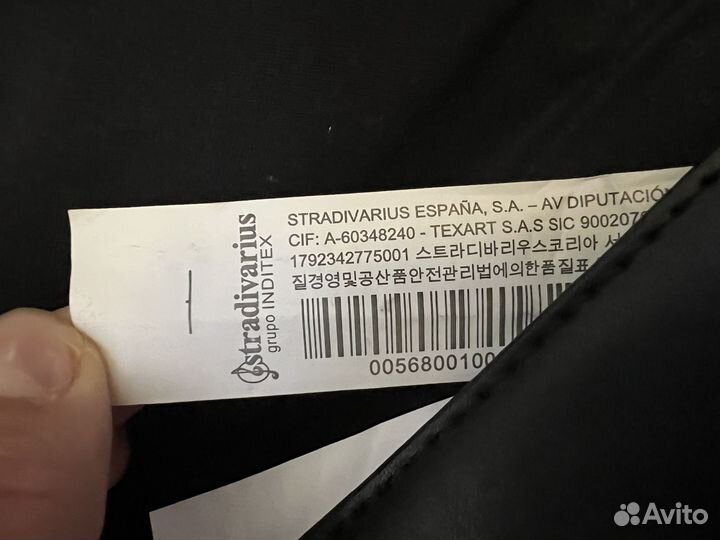 stradivarius
grupo INDITEX
STRADIVARIUS ESPAÑA, S.A. – AV DIPUTACIÓN
CIF: A-60348240 - TEXART S.A.S SIC 900207
1792342775001 스트라디바리우스코리아
질경영및공산품안전관리법에의한품질표
0056800100
Avito